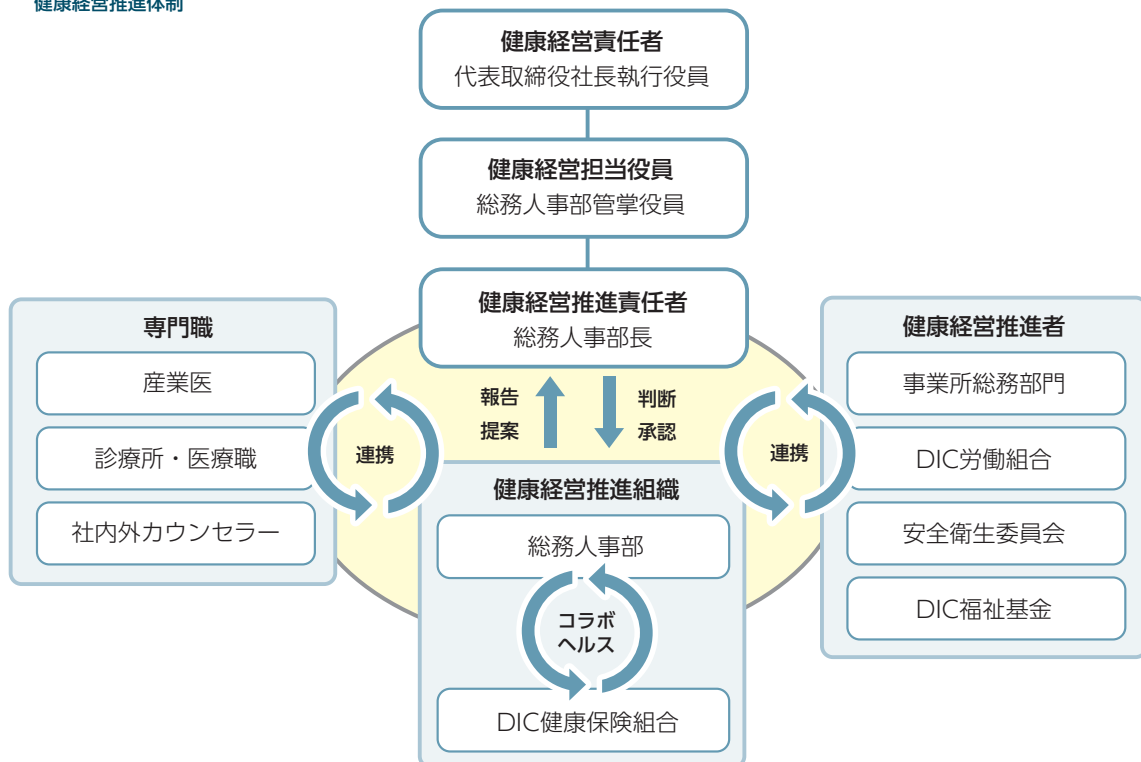 健康経営推進体制
健康経営責任者
代表取締役社長執行役員
健康経営担当役員
総務人事部管掌役員
健康経営推進責任者
総務人事部長
専門職
産業医
診療所・医療職
社内外カウンセラー
連携
報告
提案
判断
承認
連携
健康経営推進組織
総務人事部
コラボ
ヘルス
DIC健康保険組合
健康経営推進者
事業所総務部門
DIC労働組合
安全衛生委員会
DIC福祉基金